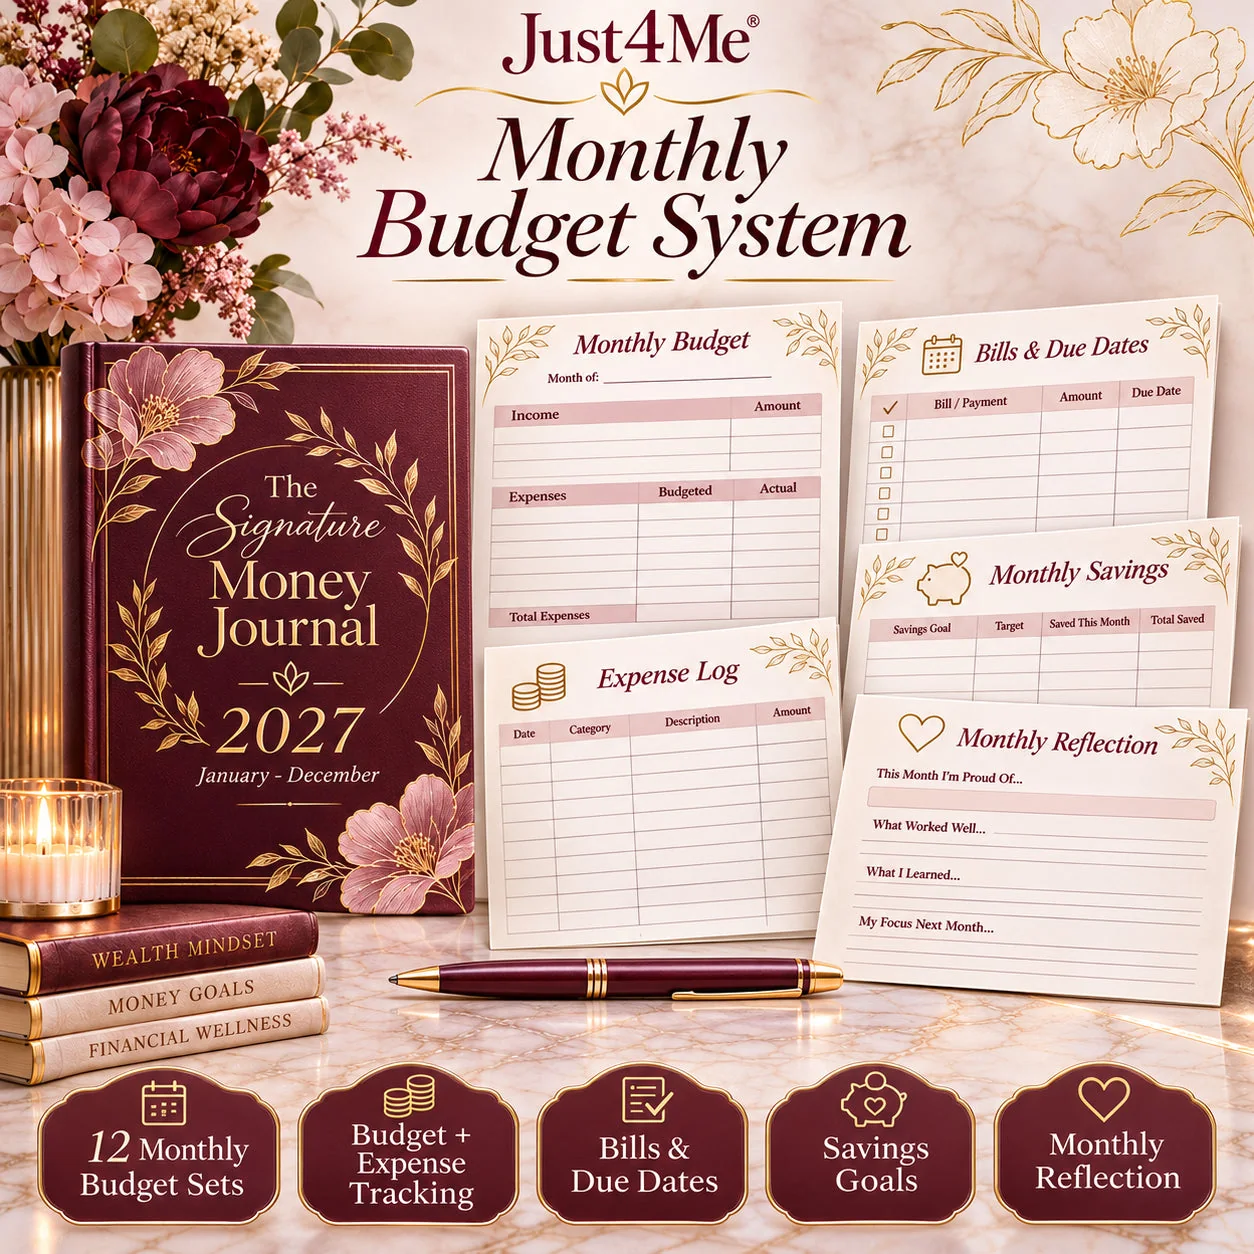 Just4Me®
Monthly
Budget System
The
Signature
Money
Journal
2027
January - December
Monthly Budget
Month of:
Income Amount
Expenses Budgeted Actual
Total Expenses
Bills & Due Dates
Bill / Payment Amount Due Date
Monthly Savings
Savings Goal Target Saved This Month Total Saved
Expense Log
Date Category Description Amount
Monthly Reflection
This Month I'm Proud Of...
What Worked Well...
What I Learned...
My Focus Next Month...
WEALTH MINDSET
MONEY GOALS
FINANCIAL WELLNESS
12 Monthly
Budget Sets
Budget +
Expense
Tracking
Bills &
Due Dates
Savings
Goals
Monthly
Reflection